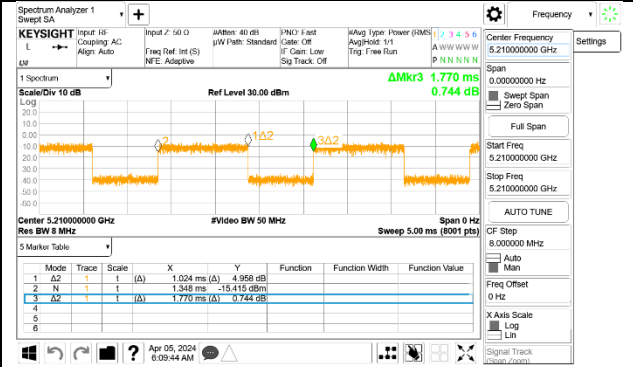 Spectrum Analyzer 1
Swept SA
Frequency
KEYSIGHT
Input: RF
Coupling: AC
Align: Auto
Input Z: 50 Ω
Freq Ref: Int (S)
NFE: Adaptive
#Atten: 40 dB
µW Path: Standard
PNO: Fast
Gate: Off
IF Gain: Low
Sig Track: Off
#Avg Type: Power (RMS
Avg|Hold: 1/1
Trig: Free Run
1 2 3 4 5 6
A W W W W W
P N N N N N
L
Center Frequency
5.210000000 GHz
Settings
1 Spectrum
Scale/Div 10 dB
Ref Level 30.00 dBm
ΔMkr3 1.770 ms
0.744 dB
Log
20.0
10.0
0.00
-10.0
-20.0
-30.0
-40.0
-50.0
-60.0
2
1Δ2
3Δ2
Center 5.210000000 GHz
Res BW 8 MHz
#Video BW 50 MHz
Span 0 Hz
Sweep 5.00 ms (8001 pts)
Span
0.00000000 Hz
Swept Span
Zero Span
Full Span
Start Freq
5.210000000 GHz
Stop Freq
5.210000000 GHz
AUTO TUNE
CF Step
8.000000 MHz
Auto
Man
Freq Offset
0 Hz
X Axis Scale
Log
Lin
Signal Track
(Span Zoom)
5 Marker Table
Mode Trace Scale X Y Function Function Width Function Value
1 Δ2 1 t (Δ) 1.024 ms (Δ) 4.958 dB
2 N 1 t 1.348 ms -15.415 dBm
3 Δ2 1 t (Δ) 1.770 ms (Δ) 0.744 dB
4
5
6
?
Apr 05, 2024
6:09:44 AM